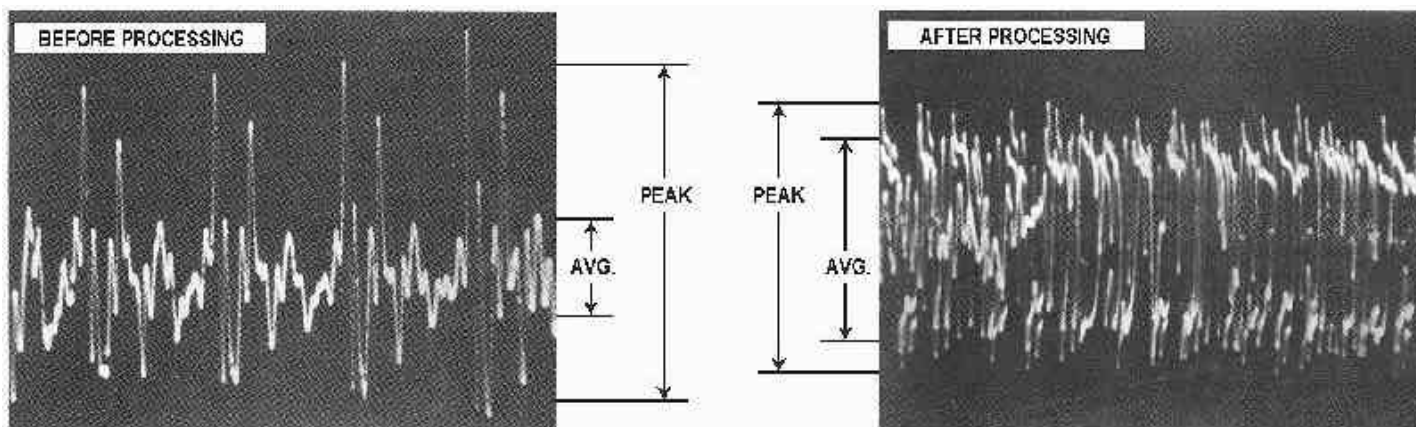 BEFORE PROCESSING
AFTER PROCESSING
PEAK
PEAK
AVG.
AVG.